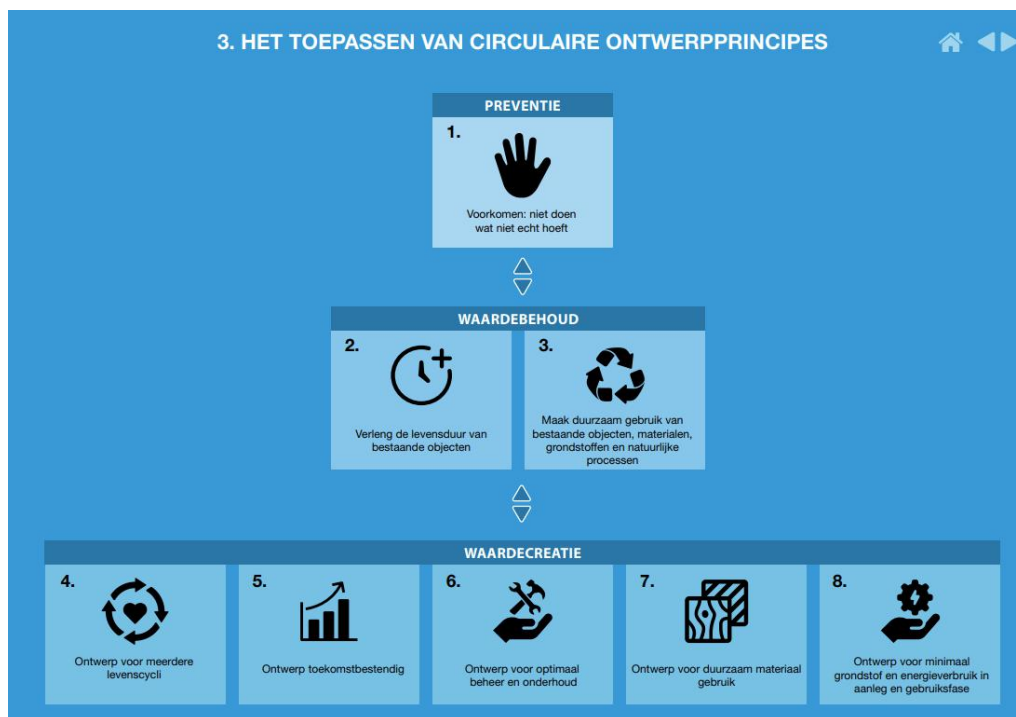 3. HET TOEPASSEN VAN CIRCULAIRE ONTWERPPRINCIPES
PREVENTIE
1.
Voorkomen: niet doen
wat niet echt hoeft
WAARDEBEHOUD
2.
Verleng de levensduur van
bestaande objecten
3.
Maak duurzaam gebruik van
bestaande objecten, materialen,
grondstoffen en natuurlijke
processen
WAARDECREATIE
4.
Ontwerp voor meerdere
levenscycli
5.
Ontwerp toekomstbestendig
6.
Ontwerp voor optimaal
beheer en onderhoud
7.
Ontwerp voor duurzaam materiaal
gebruik
8.
Ontwerp voor minimaal
grondstof en energieverbruik in
aanleg en gebruiksfase